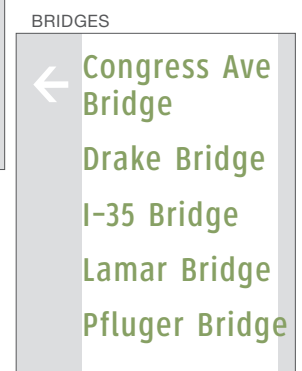 BRIDGES
Congress Ave
Bridge
Drake Bridge
I-35 Bridge
Lamar Bridge
Pfluger Bridge